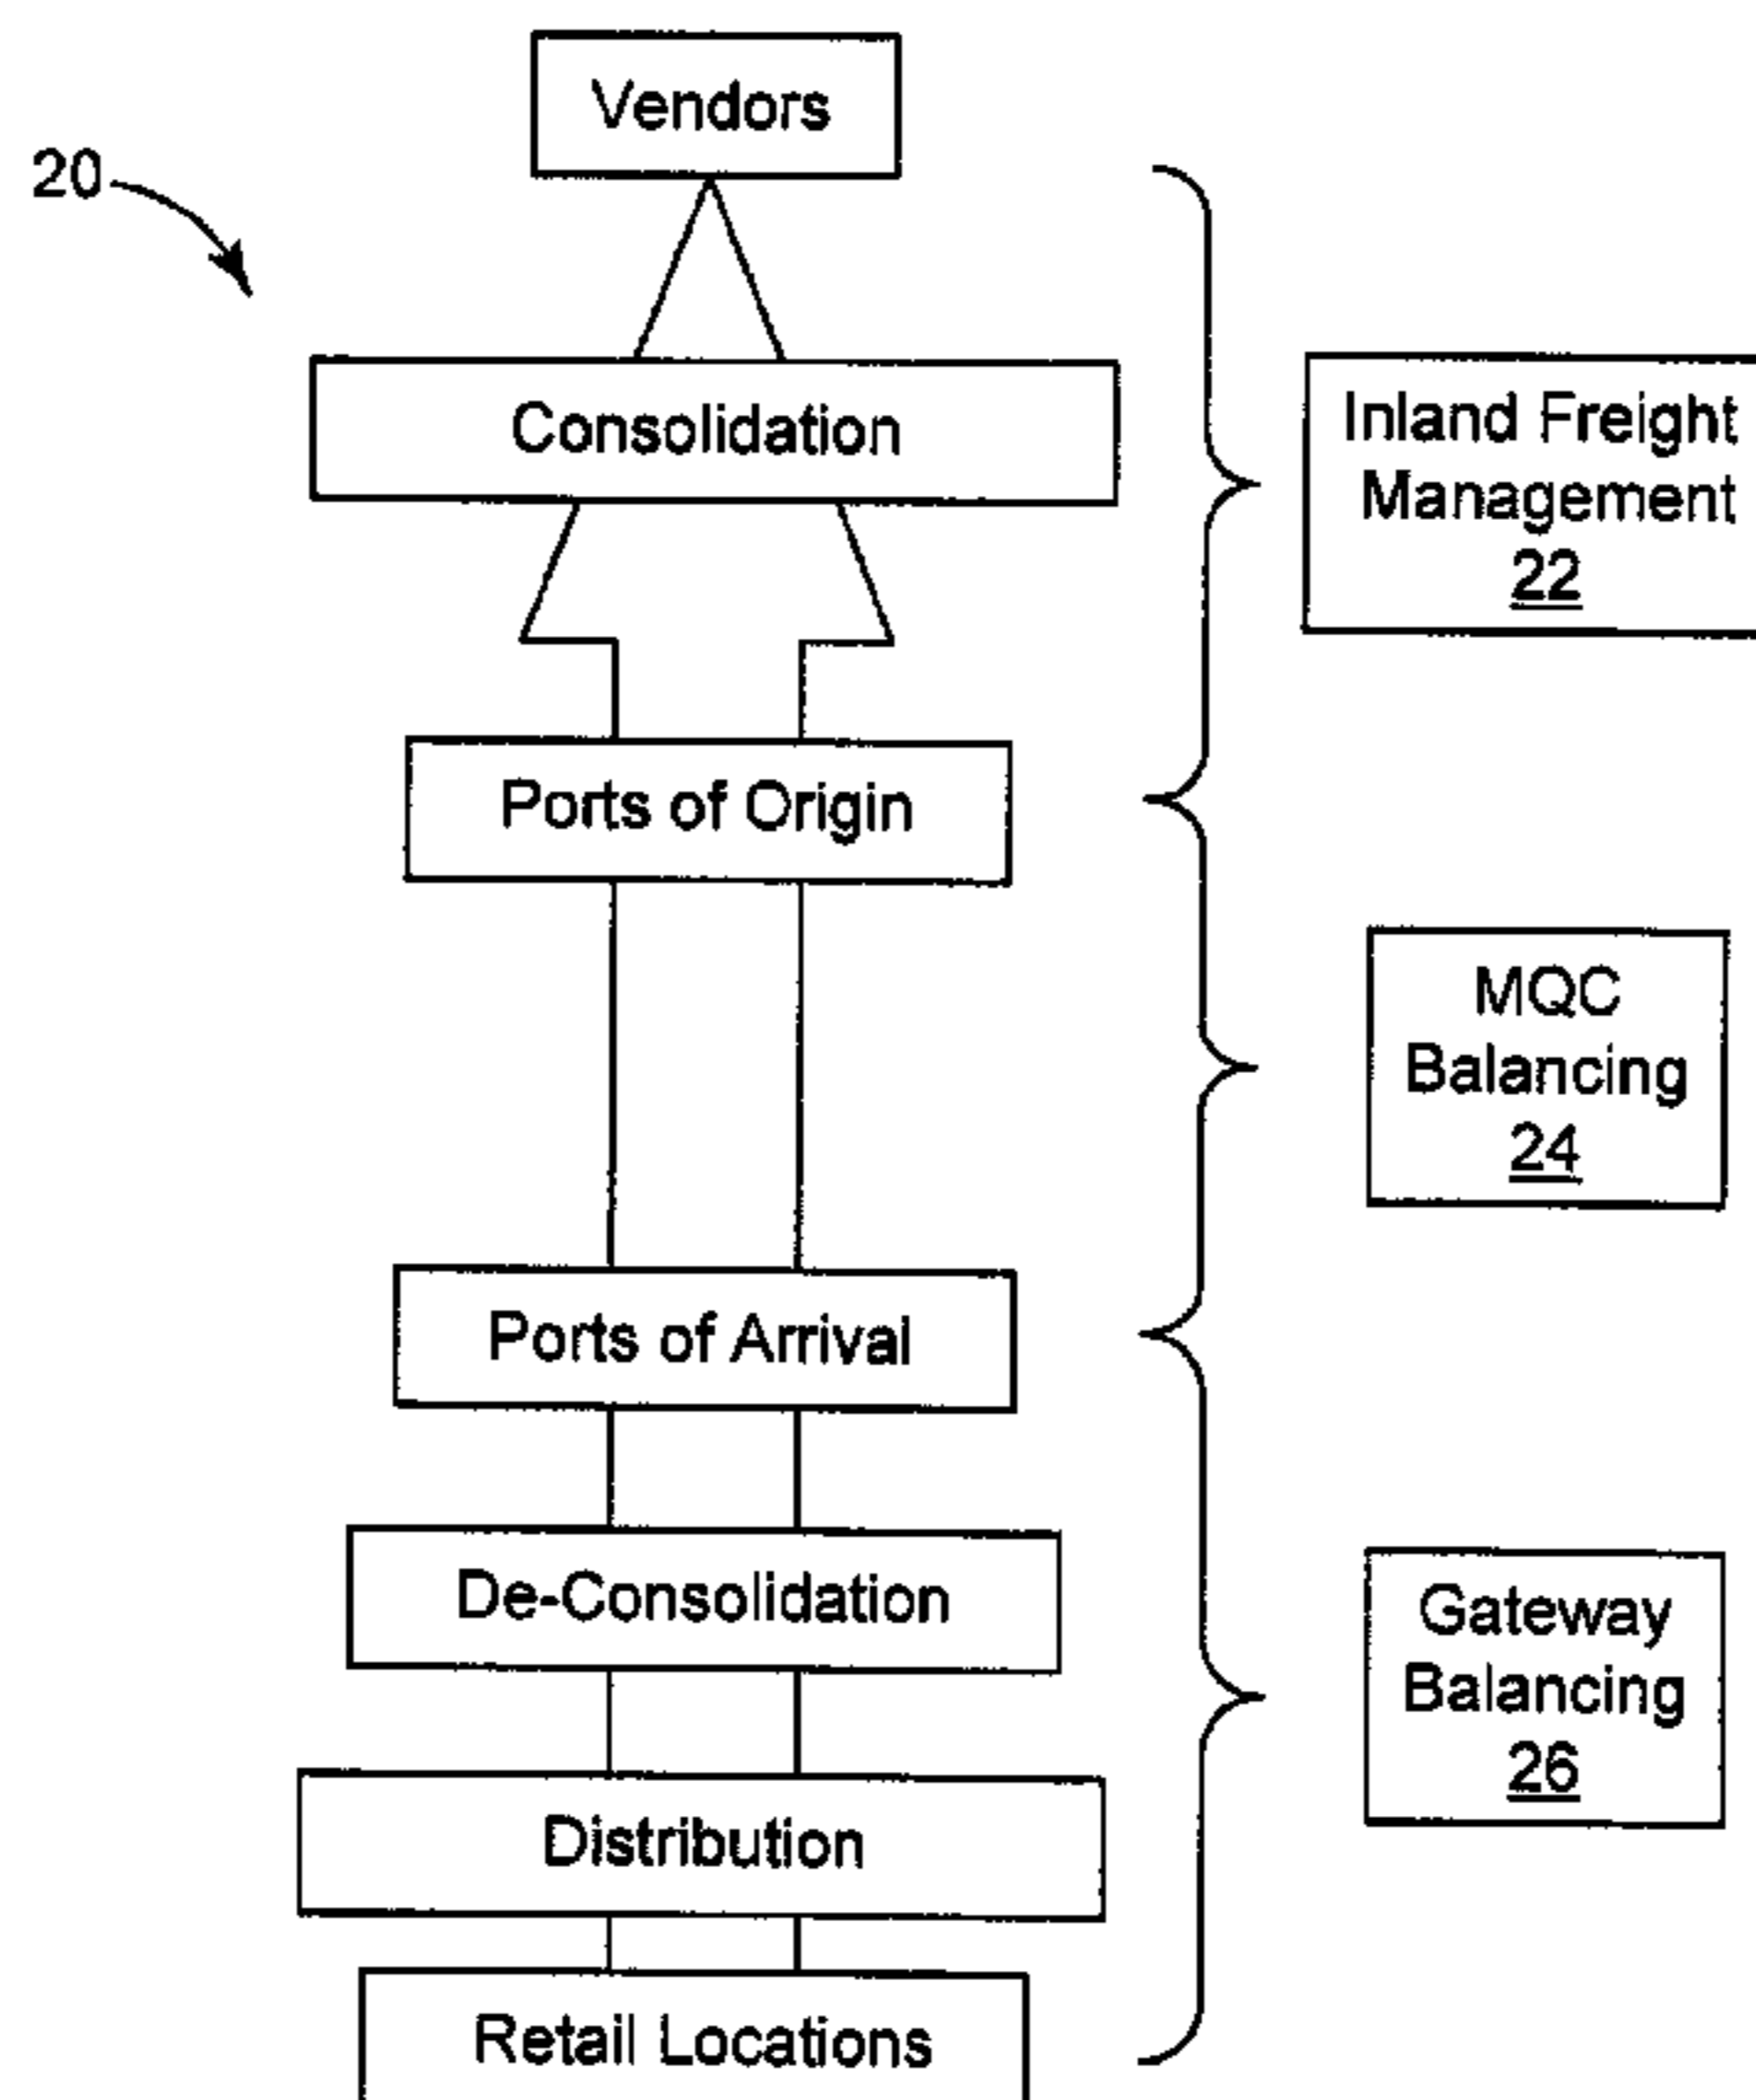 Vendors
20
Consolidation
Inland Freight
Management
22
Ports of Origin
MQC
Balancing
24
Ports of Arrival
De-Consolidation
Gateway
Balancing
26
Distribution
Retail Locations